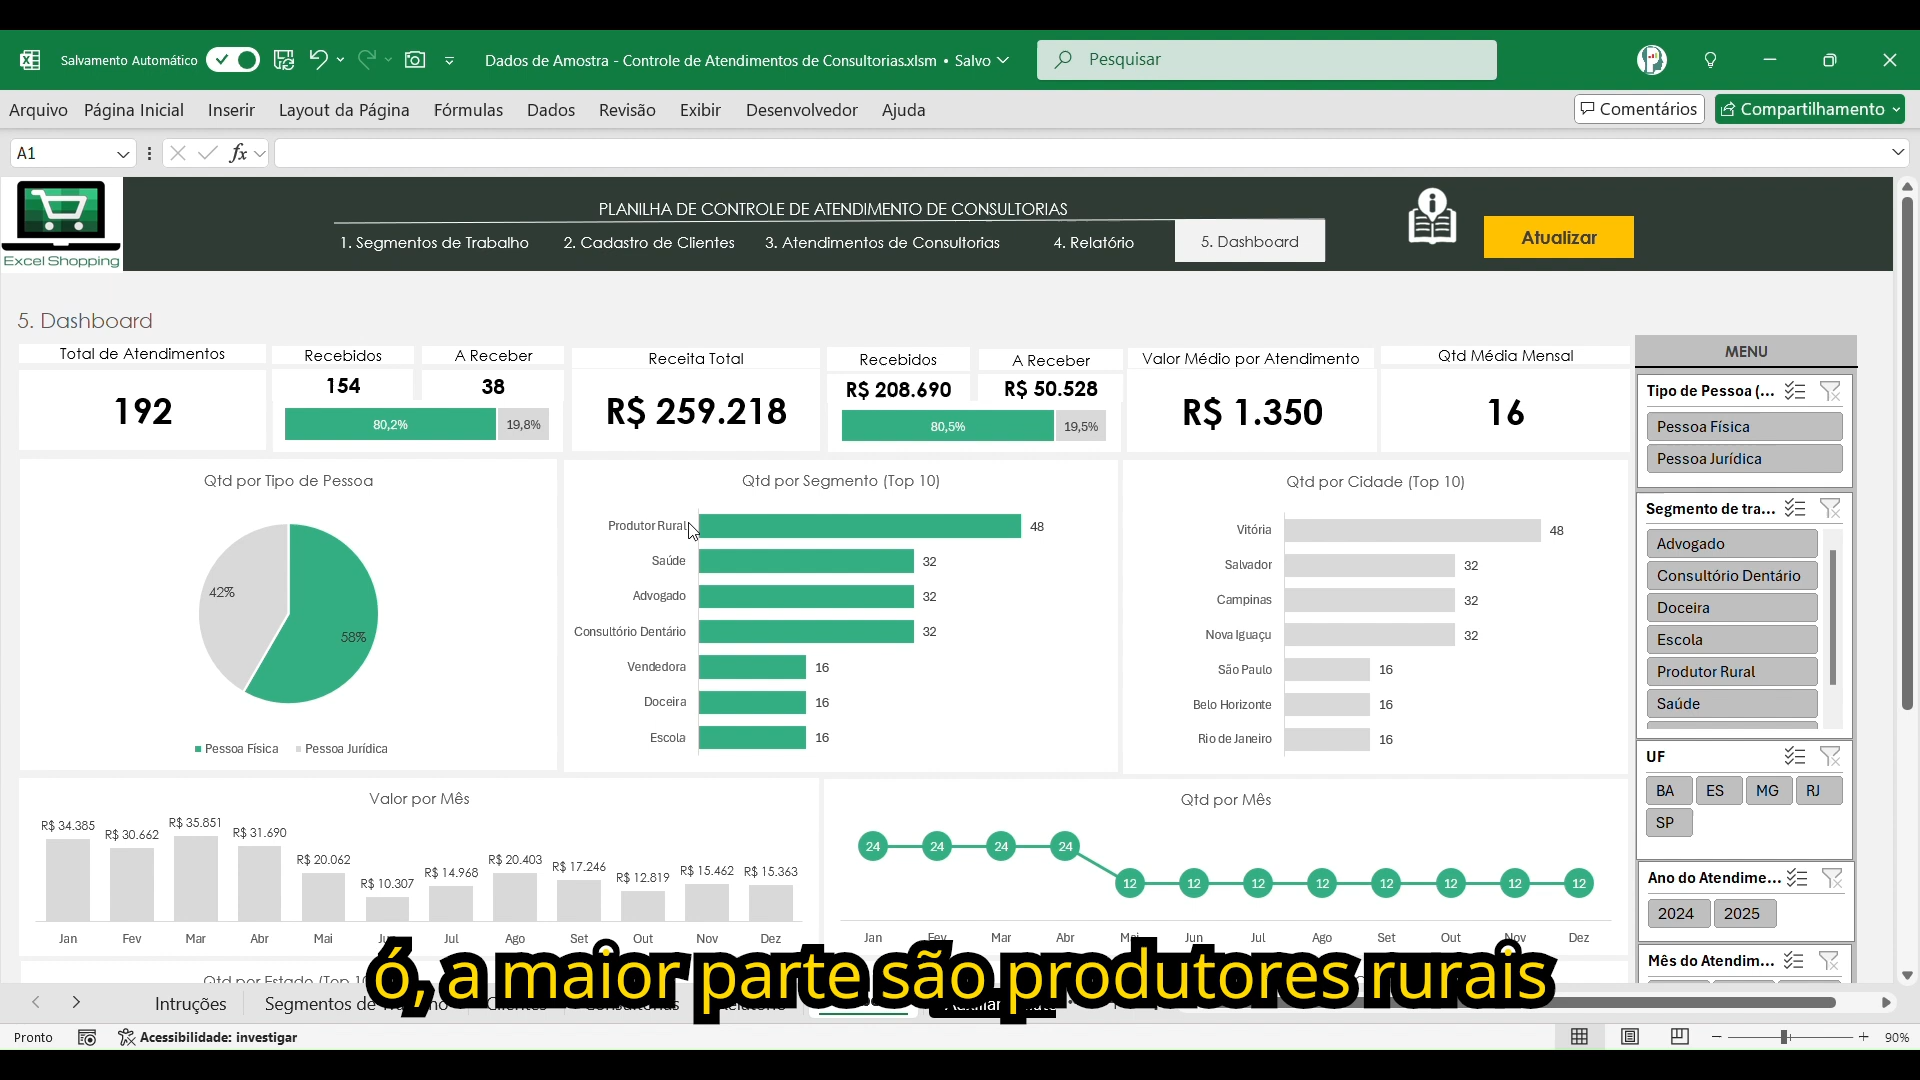 Salvamento Automático
Dados de Amostra - Controle de Atendimentos de Consultorias.xlsm • Salvo
Pesquisar
Arquivo Página Inicial Inserir Layout da Página Fórmulas Dados Revisão Exibir Desenvolvedor Ajuda
Comentários
Compartilhamento
A1
fx
PLANILHA DE CONTROLE DE ATENDIMENTO DE CONSULTORIAS
1. Segmentos de Trabalho 2. Cadastro de Clientes 3. Atendimentos de Consultorias 4. Relatório 5. Dashboard
Atualizar
Excel Shopping
5. Dashboard
Total de Atendimentos
192
Recebidos
154
A Receber
38
80,2% 19,8%
Receita Total
R$ 259.218
Recebidos
R$ 208.690
A Receber
R$ 50.528
80,5% 19,5%
Valor Médio por Atendimento
R$ 1.350
Qtd Média Mensal
16
Qtd por Tipo de Pessoa
42%
58%
Pessoa Física Pessoa Jurídica
Qtd por Segmento (Top 10)
Produtor Rural 48
Saúde 32
Advogado 32
Consultório Dentário 32
Vendedora 16
Doceira 16
Escola 16
Qtd por Cidade (Top 10)
Vitória 48
Salvador 32
Campinas 32
Nova Iguaçu 32
São Paulo 16
Belo Horizonte 16
Rio de Janeiro 16
Valor por Mês
R$ 34.385 R$ 30.662 R$ 35.851 R$ 31.690 R$ 20.062 R$ 10.307 R$ 14.968 R$ 20.403 R$ 17.246 R$ 12.819 R$ 15.462 R$ 15.363
Jan Fev Mar Abr Mai Jun Jul Ago Set Out Nov Dez
Qtd por Mês
24 24 24 24 12 12 12 12 12 12 12 12
Jan Fev Mar Abr Mai Jun Jul Ago Set Out Nov Dez
MENU
Tipo de Pessoa (...
Pessoa Física
Pessoa Jurídica
Segmento de tra...
Advogado
Consultório Dentário
Doceira
Escola
Produtor Rural
Saúde
UF
BA ES MG RJ
SP
Ano do Atendime...
2024 2025
Mês do Atendim...
Qtd por Estado (Top 10
ó, a maior parte são produtores rurais
Intruções Segmentos de
Pronto
Acessibilidade: investigar
90%